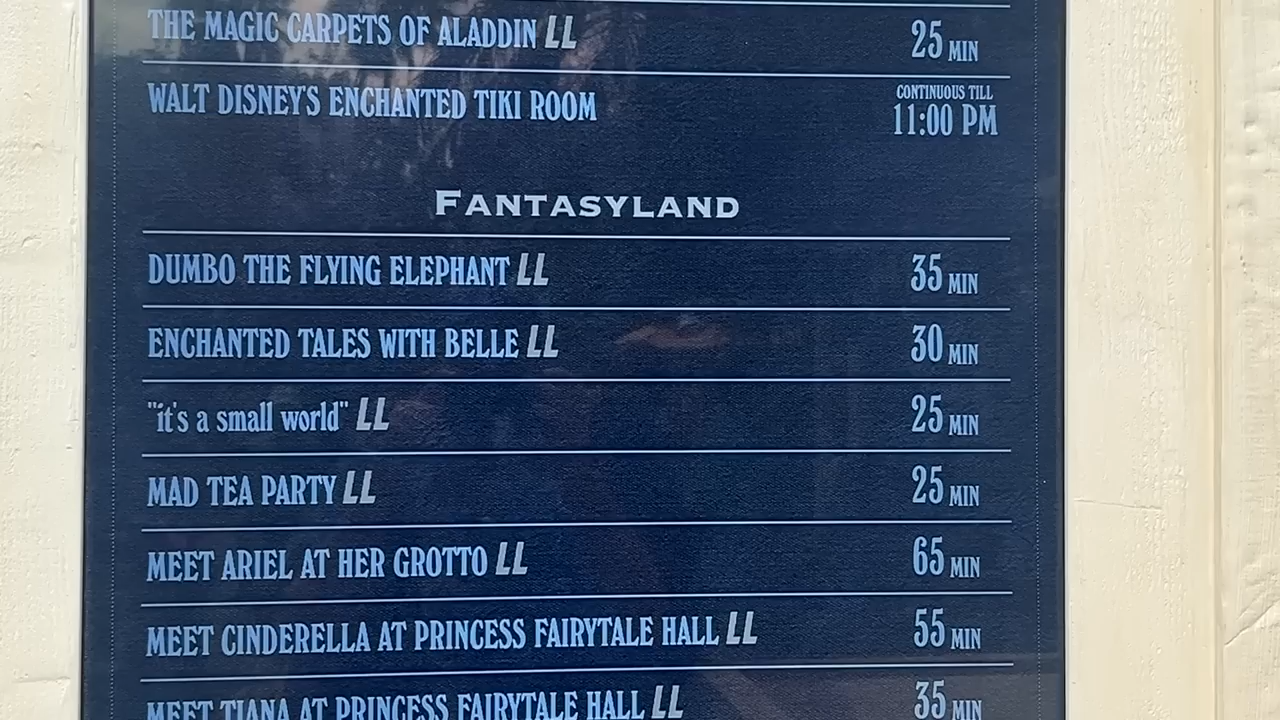 THE MAGIC CARPETS OF ALADDIN LL 25 MIN
WALT DISNEY'S ENCHANTED TIKI ROOM CONTINUOUS TILL
11:00 PM
FANTASYLAND
DUMBO THE FLYING ELEPHANT LL 35 MIN
ENCHANTED TALES WITH BELLE LL 30 MIN
"it's a small world" LL 25 MIN
MAD TEA PARTY LL 25 MIN
MEET ARIEL AT HER GROTTO LL 65 MIN
MEET CINDERELLA AT PRINCESS FAIRYTALE HALL LL 55 MIN
MEET TIANA AT PRINCESS FAIRYTALE HALL LL 35 MIN